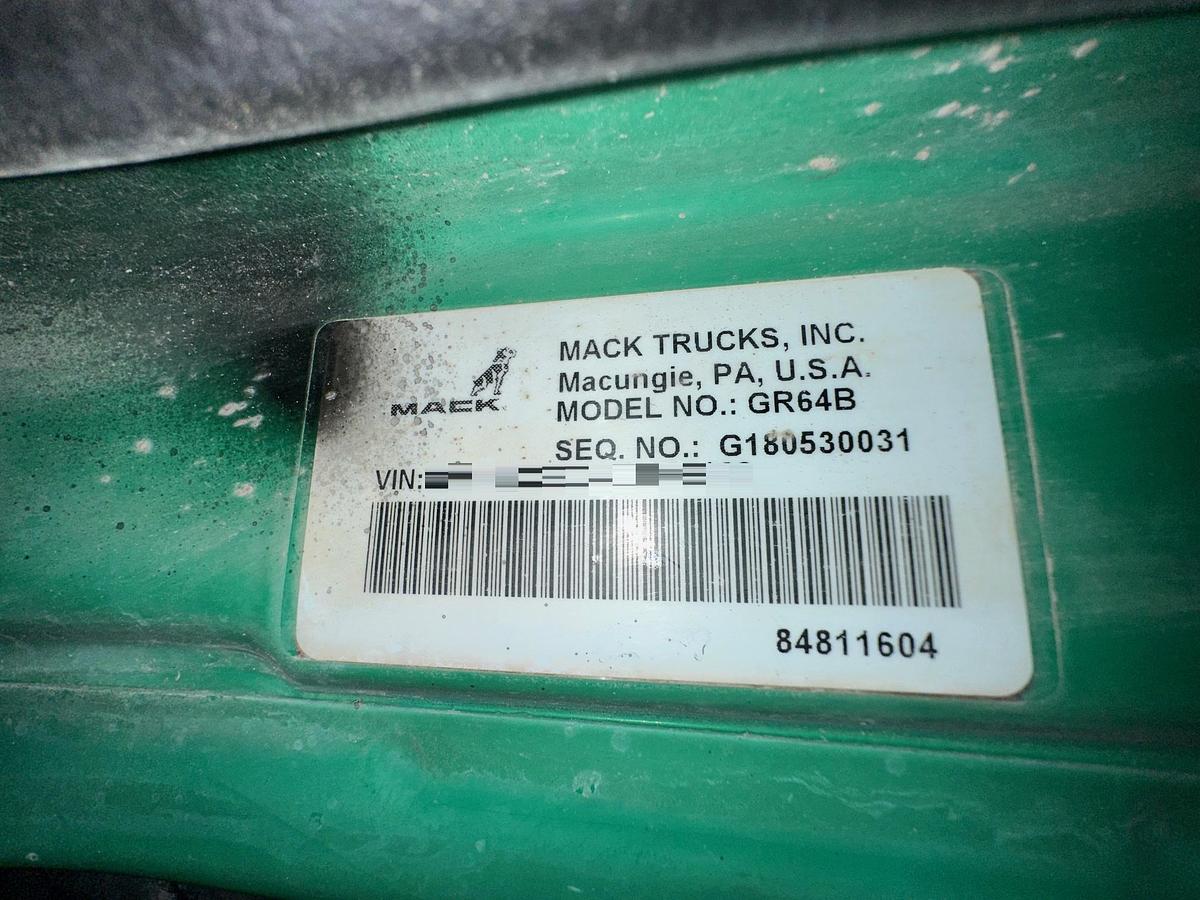 MACK
MACK TRUCKS, INC.
Macungie, PA, U.S.A.
MODEL NO.: GR64B
SEQ. NO.: G180530031
VIN:
84811604